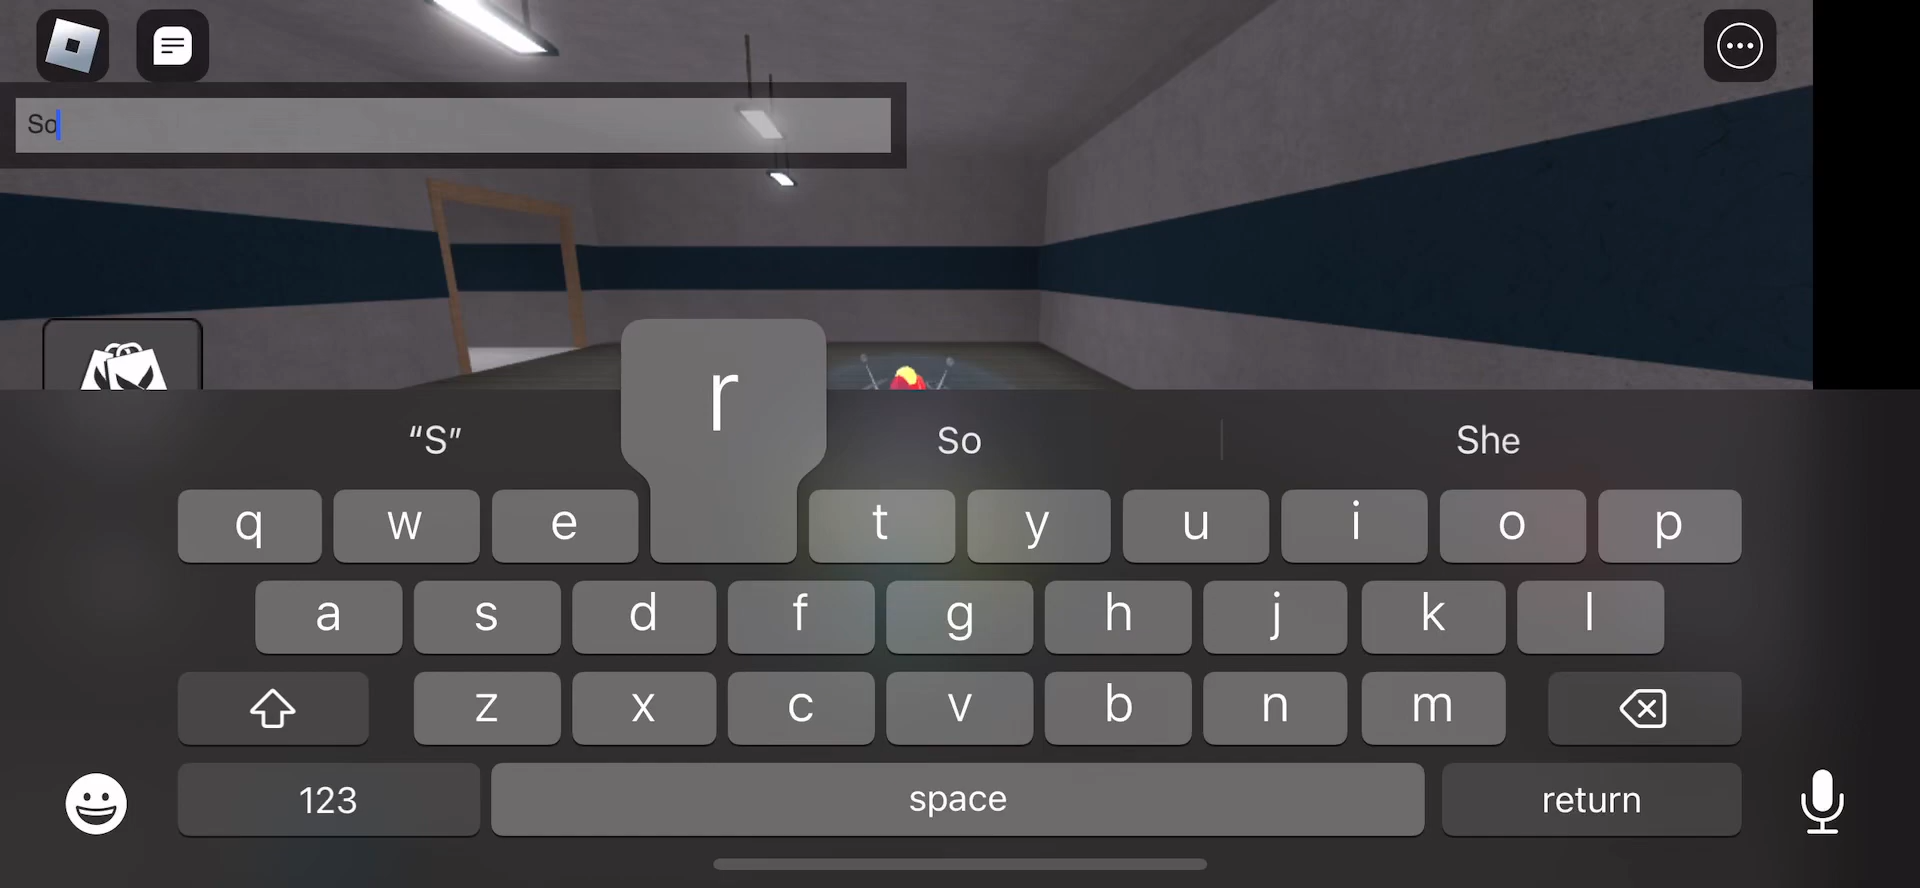 So
“S” So She
r
q w e t y u i o p
a s d f g h j k l
z x c v b n m
123 space return